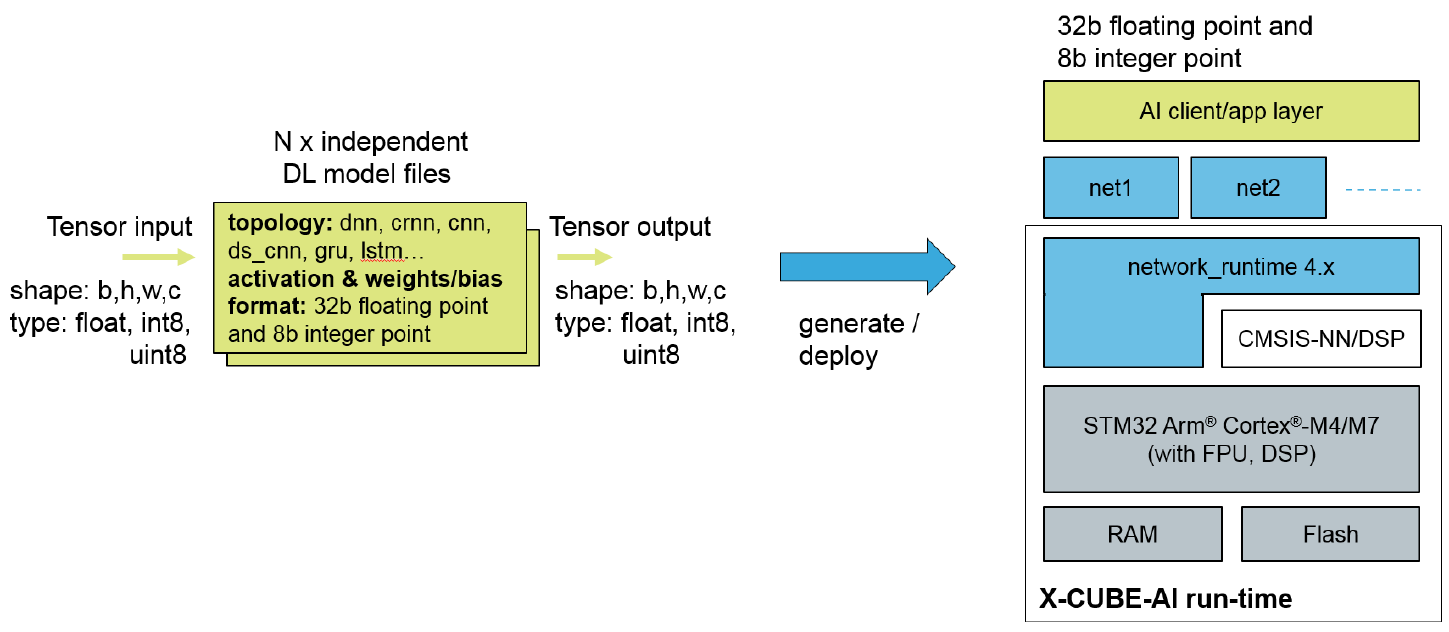 N x independent
DL model files
Tensor input
shape: b,h,w,c
type: float, int8,
uint8
topology: dnn, crnn, cnn,
ds_cnn, gru, lstm…
activation & weights/bias
format: 32b floating point
and 8b integer point
Tensor output
shape: b,h,w,c
type: float, int8,
uint8
generate /
deploy
32b floating point and
8b integer point
AI client/app layer
net1
net2
network_runtime 4.x
CMSIS-NN/DSP
STM32 Arm® Cortex®-M4/M7
(with FPU, DSP)
RAM
Flash
X-CUBE-AI run-time